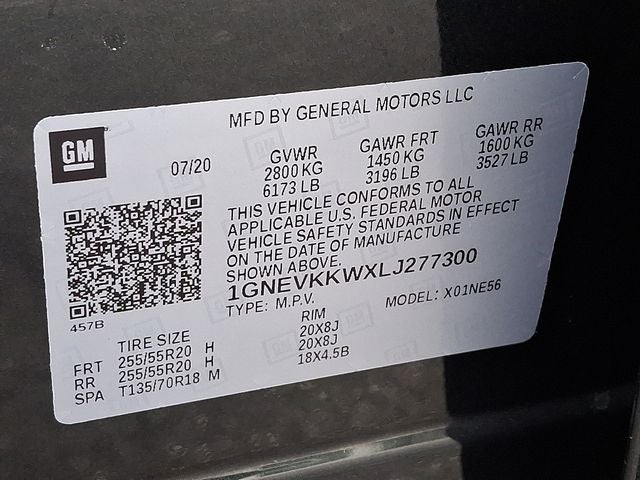 MFD BY GENERAL MOTORS LLC
GM
07/20
GVWR
2800 KG
6173 LB
GAWR FRT
1450 KG
3196 LB
GAWR RR
1600 KG
3527 LB
THIS VEHICLE CONFORMS TO ALL
APPLICABLE U.S. FEDERAL MOTOR
VEHICLE SAFETY STANDARDS IN EFFECT
ON THE DATE OF MANUFACTURE
SHOWN ABOVE.
1GNEVKKWXLJ277300
TYPE: M.P.V. MODEL: X01NE56
457B
TIRE SIZE RIM
FRT 255/55R20 H 20X8J
RR 255/55R20 H 20X8J
SPA T135/70R18 M 18X4.5B